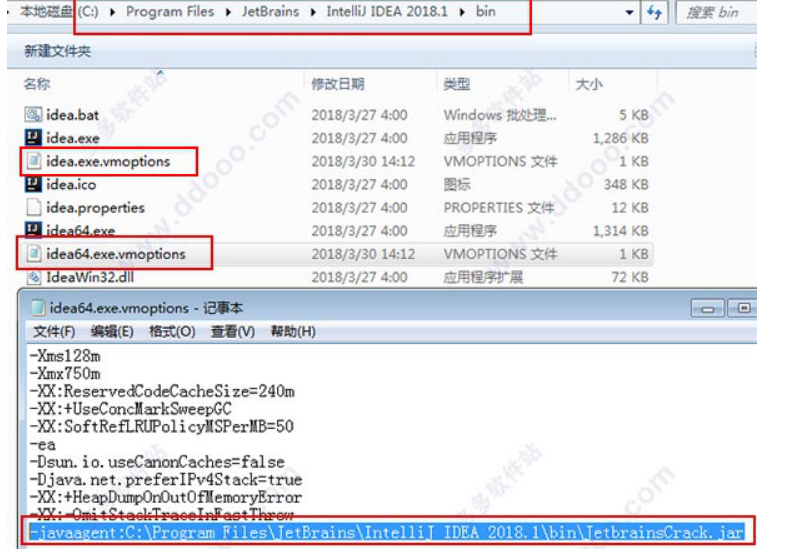 本地磁盘 (C:) ▸ Program Files ▸ JetBrains ▸ IntelliJ IDEA 2018.1 ▸ bin 搜索 bin
新建文件夹
名称 修改日期 类型 大小
idea.bat 2018/3/27 4:00 Windows 批处理... 5 KB
idea.exe 2018/3/27 4:00 应用程序 1,286 KB
idea.exe.vmoptions 2018/3/30 14:12 VMOPTIONS 文件 1 KB
idea.ico 2018/3/27 4:00 图标 348 KB
idea.properties 2018/3/27 4:00 PROPERTIES 文件 12 KB
idea64.exe 2018/3/27 4:00 应用程序 1,314 KB
idea64.exe.vmoptions 2018/3/30 14:12 VMOPTIONS 文件 1 KB
IdeaWin32.dll 2018/3/27 4:00 应用程序扩展 72 KB
idea64.exe.vmoptions - 记事本
文件(F) 编辑(E) 格式(O) 查看(V) 帮助(H)
-Xms128m
-Xmx750m
-XX:ReservedCodeCacheSize=240m
-XX:+UseConcMarkSweepGC
-XX:SoftRefLRUPolicyMSPerMB=50
-ea
-Dsun.io.useCanonCaches=false
-Djava.net.preferIPv4Stack=true
-XX:+HeapDumpOnOutOfMemoryError
-XX:-OmitStackTraceInFastThrow
-javaagent:C:\Program Files\JetBrains\IntelliJ IDEA 2018.1\bin\JetbrainsCrack.jar